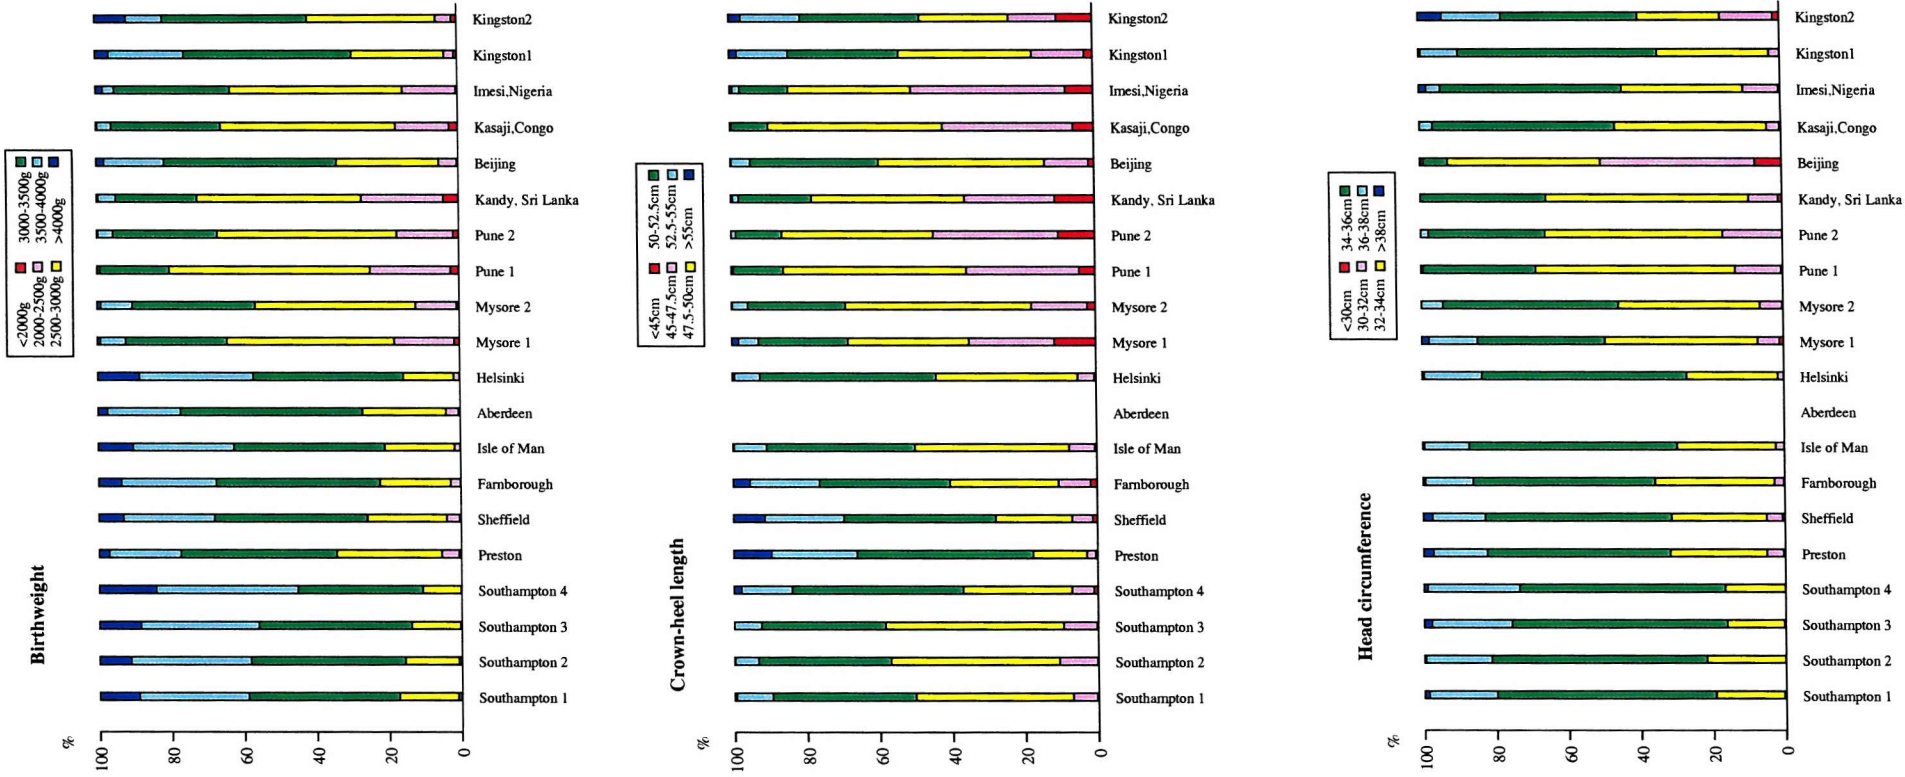 Birthweight
<2000g
2000-2500g
2500-3000g
3000-3500g
3500-4000g
>4000g
%
100
80
60
40
20
0
Kingston2
Kingston1
Imesi,Nigeria
Kasaji,Congo
Beijing
Kandy, Sri Lanka
Pune 2
Pune 1
Mysore 2
Mysore 1
Helsinki
Aberdeen
Isle of Man
Farnborough
Sheffield
Preston
Southampton 4
Southampton 3
Southampton 2
Southampton 1
Crown-heel length
<45cm
45-47.5cm
47.5-50cm
50-52.5cm
52.5-55cm
>55cm
%
100
80
60
40
20
0
Kingston2
Kingston1
Imesi,Nigeria
Kasaji,Congo
Beijing
Kandy, Sri Lanka
Pune 2
Pune 1
Mysore 2
Mysore 1
Helsinki
Aberdeen
Isle of Man
Farnborough
Sheffield
Preston
Southampton 4
Southampton 3
Southampton 2
Southampton 1
Head circumference
<30cm
30-32cm
32-34cm
34-36cm
36-38cm
>38cm
%
100
80
60
40
20
0
Kingston2
Kingston1
Imesi,Nigeria
Kasaji,Congo
Beijing
Kandy, Sri Lanka
Pune 2
Pune 1
Mysore 2
Mysore 1
Helsinki
Aberdeen
Isle of Man
Farnborough
Sheffield
Preston
Southampton 4
Southampton 3
Southampton 2
Southampton 1